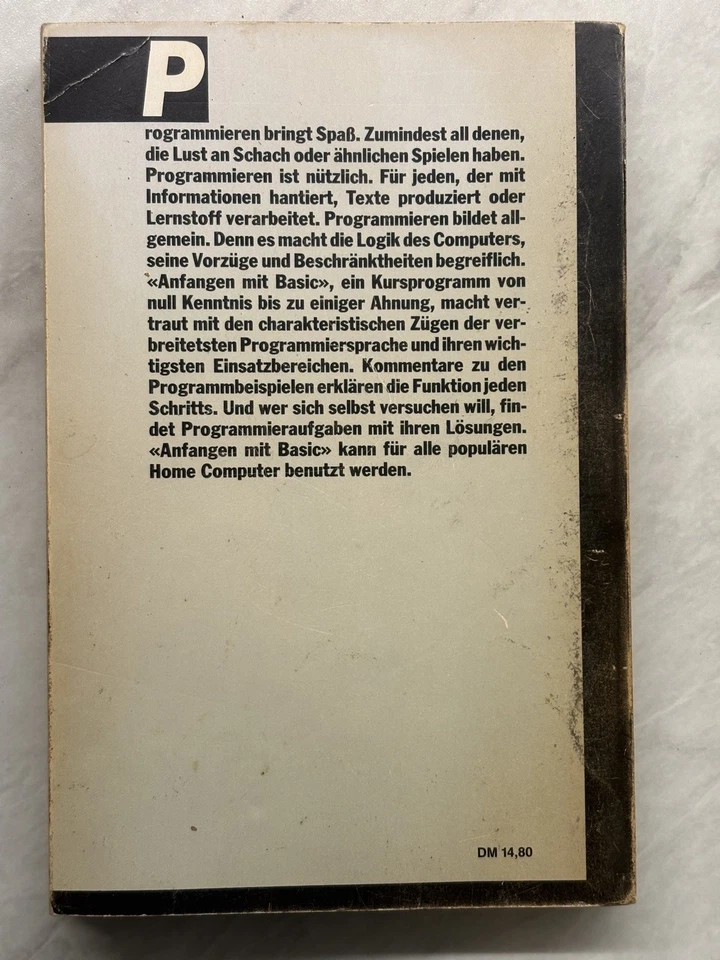 Programmieren bringt Spaß. Zumindest all denen,
die Lust an Schach oder ähnlichen Spielen haben.
Programmieren ist nützlich. Für jeden, der mit
Informationen hantiert, Texte produziert oder
Lernstoff verarbeitet. Programmieren bildet all-
gemein. Denn es macht die Logik des Computers,
seine Vorzüge und Beschränktheiten begreiflich.
«Anfangen mit Basic», ein Kursprogramm von
null Kenntnis bis zu einiger Ahnung, macht ver-
traut mit den charakteristischen Zügen der ver-
breitetsten Programmiersprache und ihren wich-
tigsten Einsatzbereichen. Kommentare zu den
Programmbeispielen erklären die Funktion jeden
Schritts. Und wer sich selbst versuchen will, fin-
det Programmieraufgaben mit ihren Lösungen.
«Anfangen mit Basic» kann für alle populären
Home Computer benutzt werden.
DM 14,80